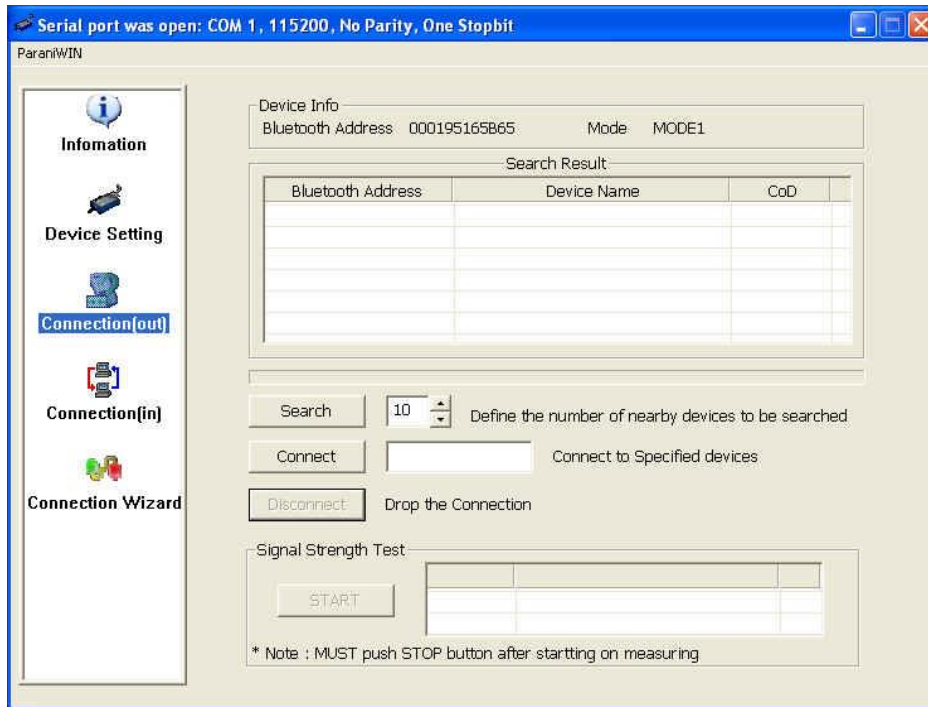 Serial port was open: COM 1, 115200, No Parity, One Stopbit
ParaniWIN
Infomation
Device Setting
Connection(out)
Connection(in)
Connection Wizard
Device Info
Bluetooth Address 000195165B65 Mode MODE1
Search Result
Bluetooth Address Device Name CoD
Search 10 Define the number of nearby devices to be searched
Connect Connect to Specified devices
Disconnect Drop the Connection
Signal Strength Test
START
* Note : MUST push STOP button after startting on measuring